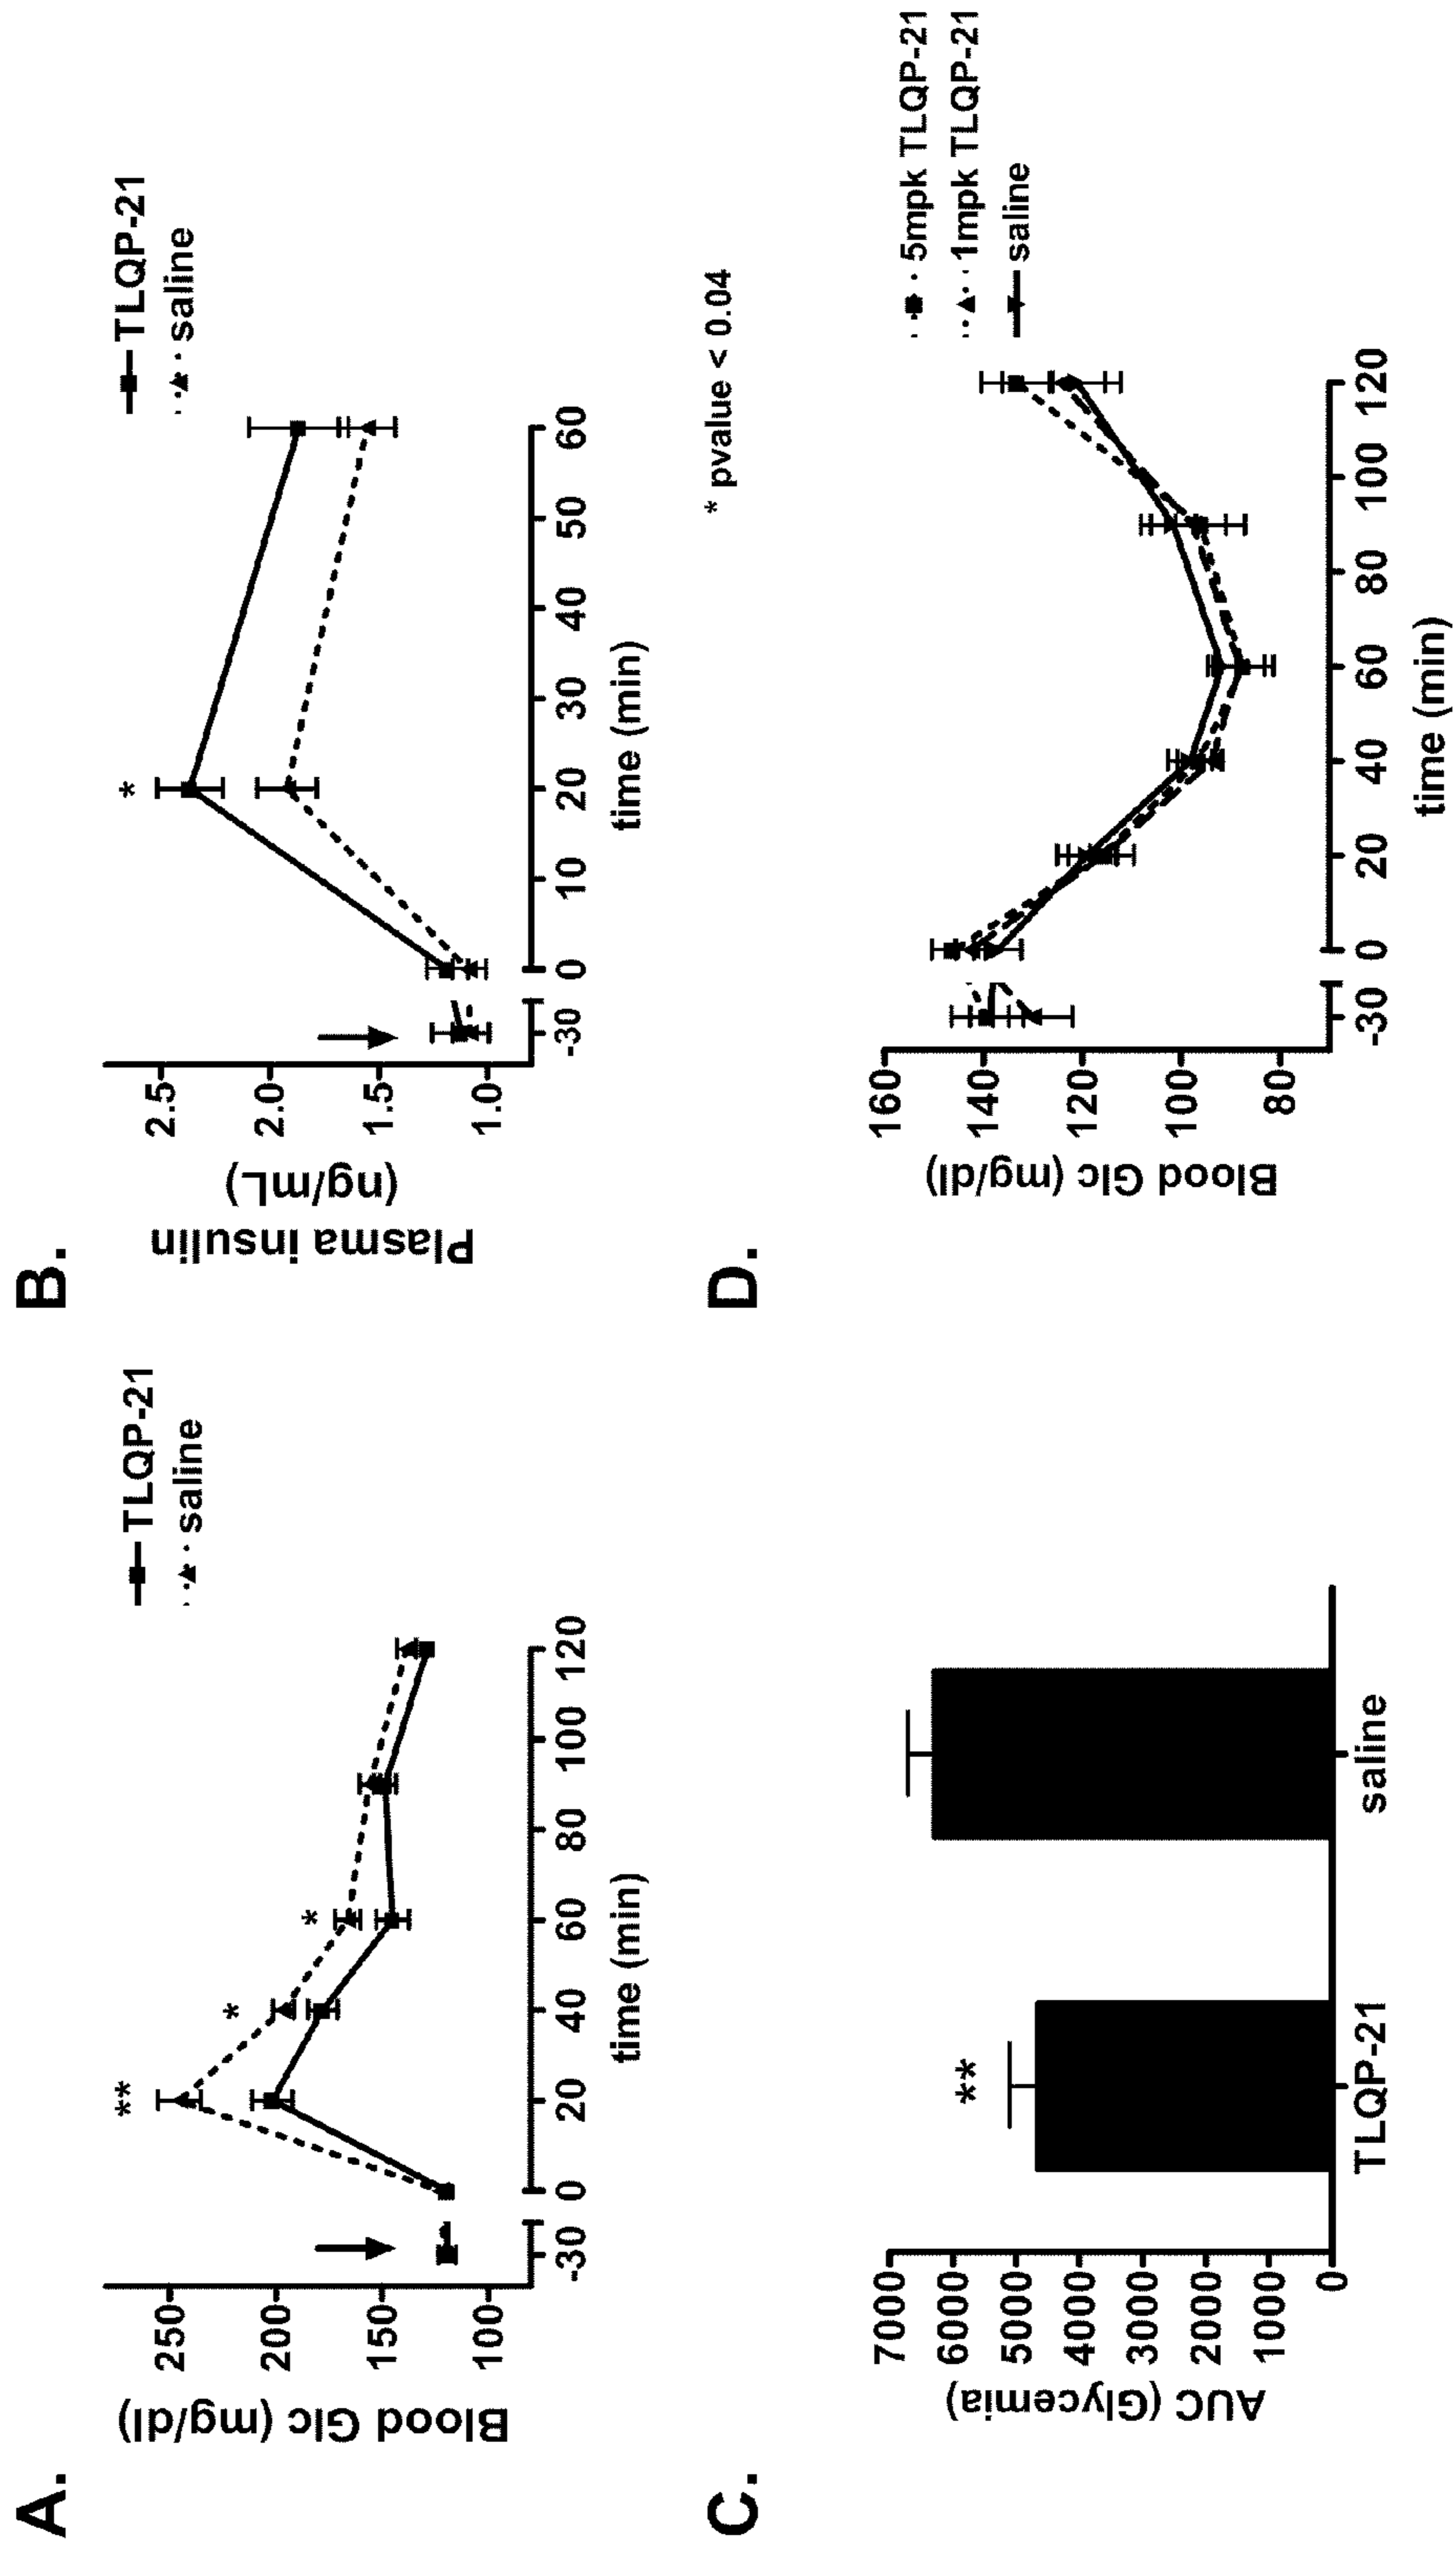 A.
Blood Glc (mg/dl)
250
200
150
100
-30 0 20 40 60 80 100 120
time (min)
** * *
TLQP-21
saline
B.
Plasma insulin
(ng/mL)
2.5
2.0
1.5
1.0
-30 0 10 20 30 40 50 60
time (min)
*
TLQP-21
saline
* pvalue < 0.04
C.
AUC (Glycemia)
7000
6000
5000
4000
3000
2000
1000
0
**
TLQP-21 saline
D.
Blood Glc (mg/dl)
160
140
120
100
80
-30 0 20 40 60 80 100 120
time (min)
5mpk TLQP-21
1mpk TLQP-21
saline